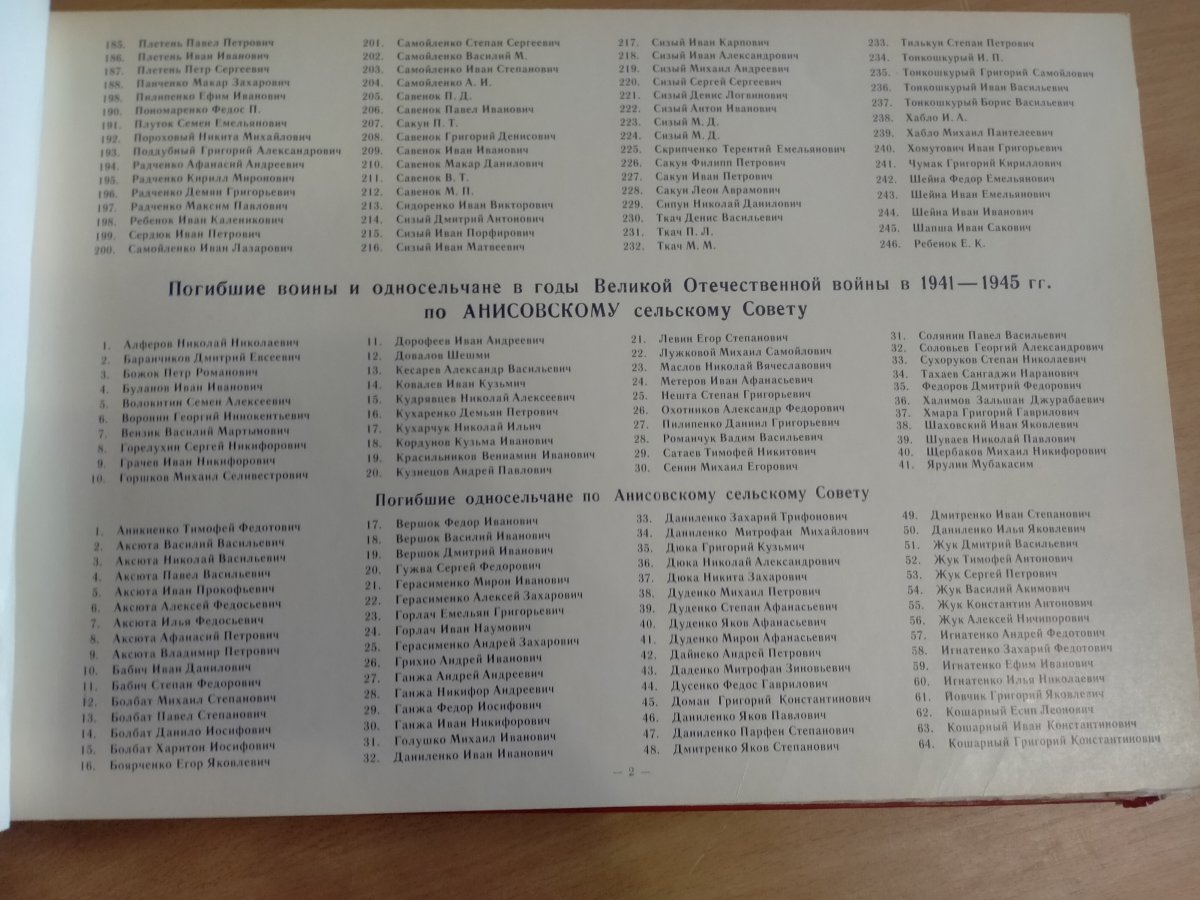 185. Плетень Павел Петрович
186. Плетень Иван Иванович
187. Плетень Петр Сергеевич
188. Панченко Макар Захарович
198. Пилипенко Ефим Иванович
190. Пономаренко Федос П.
191. Плуток Семен Емельянович
192. Пороховый Никита Михайлович
193. Поддубный Григорий Александрович
194. Радченко Афанасий Андреевич
195. Радченко Кирилл Миронович
196. Радченко Демян Григорьевич
197. Радченко Максим Павлович
198. Ребенок Иван Каленикович
199. Сердюк Иван Петрович
200. Самойленко Иван Лазарович
201. Самойленко Степан Сергеевич
202. Самойленко Василий М.
203. Самойленко Иван Степанович
204. Самойленко А. И.
205. Савенок П. Д.
206. Савенок Павел Иванович
207. Сакун П. Т.
208. Савенок Григорий Денисович
209. Савенок Иван Иванович
210. Савенок Макар Данилович
211. Савенок В. Т.
212. Савенок М. П.
213. Сидоренко Иван Викторович
214. Сизый Дмитрий Антонович
215. Сизый Иван Порфирович
216. Сизый Иван Матвеевич
217. Сизый Иван Карпович
218. Сизый Иван Александрович
219. Сизый Михаил Андреевич
220. Сизый Сергей Сергеевич
221. Сизый Денис Логвинович
222. Сизый Антон Иванович
223. Сизый М. Д.
224. Сизый М. Д.
225. Скрипченко Терентий Емельянович
226. Сакун Филипп Петрович
227. Сакун Иван Петрович
228. Сакун Леон Аврамович
229. Сипун Николай Данилович
230. Ткач Денис Васильевич
231. Ткач П. Л.
232. Ткач М. М.
233. Тилькун Степан Петрович
234. Тонкошкурый И. П.
235. Тонкошкурый Григорий Самойлович
236. Тонкошкурый Иван Васильевич
237. Тонкошкурый Борис Васильевич
238. Хабло И. А.
239. Хабло Михаил Пантелеевич
240. Хомутович Иван Григорьевич
241. Чумак Григорий Кириллович
242. Шейна Федор Емельянович
243. Шейна Иван Емельянович
244. Шейна Иван Иванович
245. Шапша Иван Сакович
246. Ребенок Е. К.
Погибшие воины и односельчане в годы Великой Отечественной войны в 1941—1945 гг.
по АНИСОВСКОМУ сельскому Совету
1. Алферов Николай Николаевич
2. Баранчиков Дмитрий Евсеевич
3. Божок Петр Романович
4. Буланов Иван Иванович
5. Волокитин Семен Алексеевич
6. Воронин Георгий Иннокентьевич
7. Вензик Василий Мартынович
8. Горелухин Сергей Никифорович
9. Грачев Иван Никифорович
10. Горшков Михаил Селивестрович
11. Дорофеев Иван Андреевич
12. Довалов Шешми
13. Кесарев Александр Васильевич
14. Ковалев Иван Кузьмич
15. Кудрявцев Николай Алексеевич
16. Кухаренко Демьян Петрович
17. Кухарчук Николай Ильич
18. Кордунов Кузьма Иванович
19. Красильников Вениамин Иванович
20. Кузнецов Андрей Павлович
21. Левин Егор Степанович
22. Лужковой Михаил Самойлович
23. Маслов Николай Вячеславович
24. Метеров Иван Афанасьевич
25. Нешта Степан Григорьевич
26. Охотников Александр Федорович
27. Пилипенко Даниил Григорьевич
28. Романчук Вадим Васильевич
29. Сатаев Тимофей Никитович
30. Сенин Михаил Егорович
31. Солянин Павел Васильевич
32. Соловьев Георгий Александрович
33. Сухоруков Степан Николаевич
34. Тахаев Сангаджи Наранович
35. Федоров Дмитрий Федорович
36. Халимов Зальшан Джурабаевич
37. Хмара Григорий Гаврилович
38. Шаховский Иван Яковлевич
39. Шуваев Николай Павлович
40. Щербаков Михаил Никифорович
41. Ярулин Мубакасим
Погибшие односельчане по Анисовскому сельскому Совету
1. Аникиенко Тимофей Федотович
2. Аксюта Василий Васильевич
3. Аксюта Николай Васильевич
4. Аксюта Павел Васильевич
5. Аксюта Иван Прокофьевич
6. Аксюта Алексей Федосьевич
7. Аксюта Илья Федосьевич
8. Аксюта Афанасий Петрович
9. Аксюта Владимир Петрович
10. Бабич Иван Данилович
11. Бабич Степан Федорович
12. Болбат Михаил Степанович
13. Болбат Павел Степанович
14. Болбат Данило Иосифович
15. Болбат Харитон Иосифович
16. Боярченко Егор Яковлевич
17. Вершок Федор Иванович
18. Вершок Василий Иванович
19. Вершок Дмитрий Иванович
20. Гужва Сергей Федорович
21. Герасименко Мирон Иванович
22. Герасименко Алексей Захарович
23. Горлач Емельян Григорьевич
24. Горлач Иван Наумович
25. Герасименко Андрей Захарович
26. Грихно Андрей Иванович
27. Ганжа Андрей Андреевич
28. Ганжа Никифор Андреевич
29. Ганжа Федор Иосифович
30. Ганжа Иван Никифорович
31. Голушко Михаил Иванович
32. Даниленко Иван Иванович
33. Даниленко Захарий Трифонович
34. Даниленко Митрофан Михайлович
35. Дюка Григорий Кузьмич
36. Дюка Николай Александрович
37. Дюка Никита Захарович
38. Дуденко Михаил Петрович
39. Дуденко Степан Афанасьевич
40. Дуденко Яков Афанасьевич
41. Дуденко Мирон Афанасьевич
42. Дайнеко Андрей Петрович
43. Даденко Митрофан Зиновьевич
44. Дусенко Федос Гаврилович
45. Доман Григорий Константинович
46. Даниленко Яков Павлович
47. Даниленко Парфен Степанович
48. Дмитренко Яков Степанович
49. Дмитренко Иван Степанович
50. Даниленко Илья Яковлевич
51. Жук Дмитрий Васильевич
52. Жук Тимофей Антонович
53. Жук Сергей Петрович
54. Жук Василий Акимович
55. Жук Константин Антонович
56. Жук Алексей Ничипорович
57. Игнатенко Андрей Федотович
58. Игнатенко Захарий Федотович
59. Игнатенко Ефим Иванович
60. Игнатенко Илья Николаевич
61. Йовчик Григорий Яковлевич
62. Кошарный Есип Леонович
63. Кошарный Иван Константинович
64. Кошарный Григорий Константинович
— 2 —